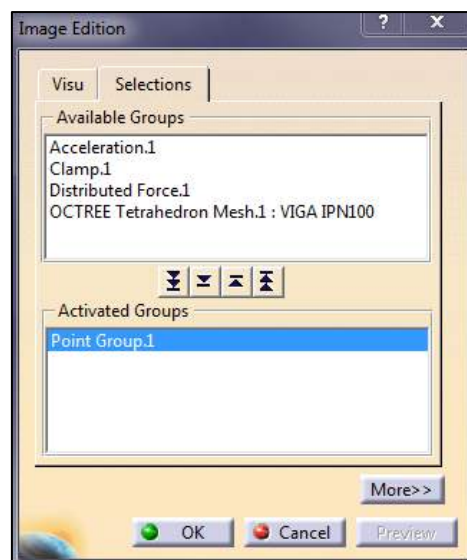 Image Edition
? X
Visu Selections
Available Groups
Acceleration.1
Clamp.1
Distributed Force.1
OCTREE Tetrahedron Mesh.1 : VIGA IPN100
Activated Groups
Point Group.1
More>>
OK Cancel Preview